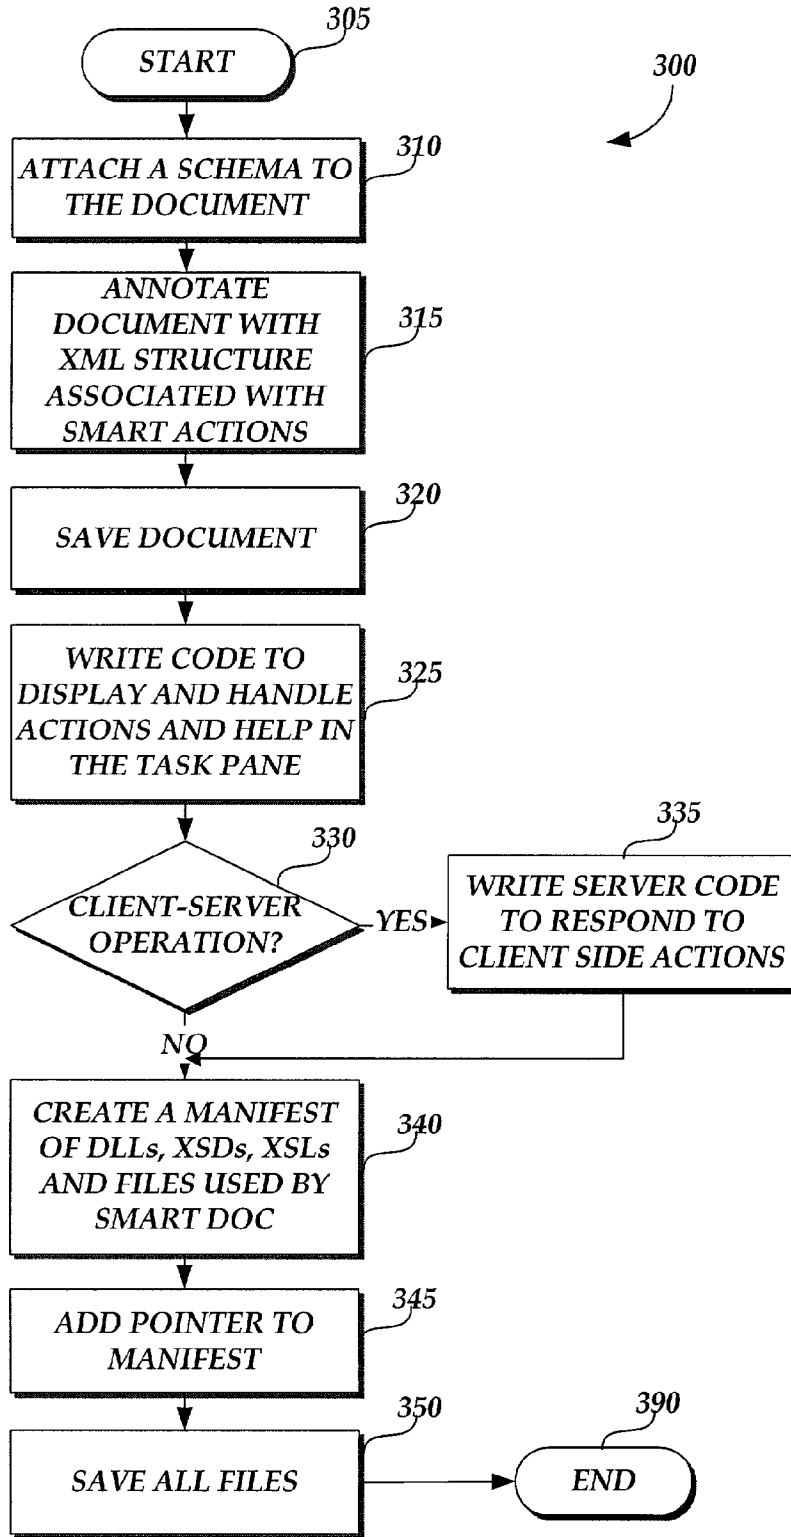 305
START
300
310
ATTACH A SCHEMA TO
THE DOCUMENT
ANNOTATE
DOCUMENT WITH
XML STRUCTURE
ASSOCIATED WITH
SMART ACTIONS
315
320
SAVE DOCUMENT
WRITE CODE TO
DISPLAY AND HANDLE
ACTIONS AND HELP IN
THE TASK PANE
325
330
CLIENT-SERVER
OPERATION?
YES
335
WRITE SERVER CODE
TO RESPOND TO
CLIENT SIDE ACTIONS
NO
CREATE A MANIFEST
OF DLLs, XSDs, XSLs
AND FILES USED BY
SMART DOC
340
345
ADD POINTER TO
MANIFEST
350
SAVE ALL FILES
390
END